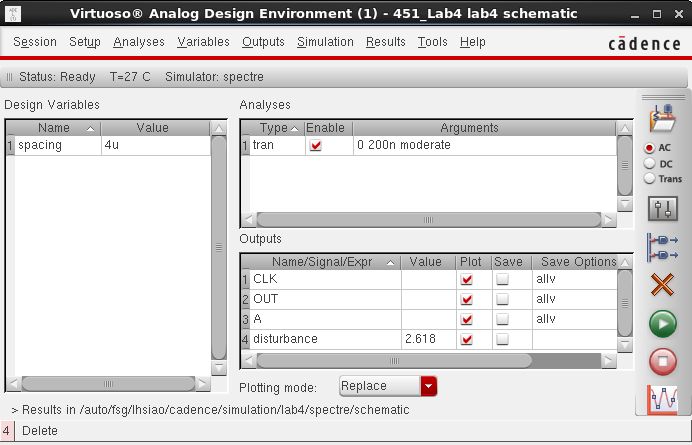 Virtuoso® Analog Design Environment (1) - 451_Lab4 lab4 schematic
Session Setup Analyses Variables Outputs Simulation Results Tools Help cādence
Status: Ready T=27 C Simulator: spectre
Design Variables
Name Value
1 spacing 4u
Analyses
Type Enable Arguments
1 tran 0 200n moderate
Outputs
Name/Signal/Expr Value Plot Save Save Options
1 CLK allv
2 OUT allv
3 A allv
4 disturbance 2.618
Plotting mode: Replace
AC
DC
Trans
> Results in /auto/fsg/lhsiao/cadence/simulation/lab4/spectre/schematic
4 Delete